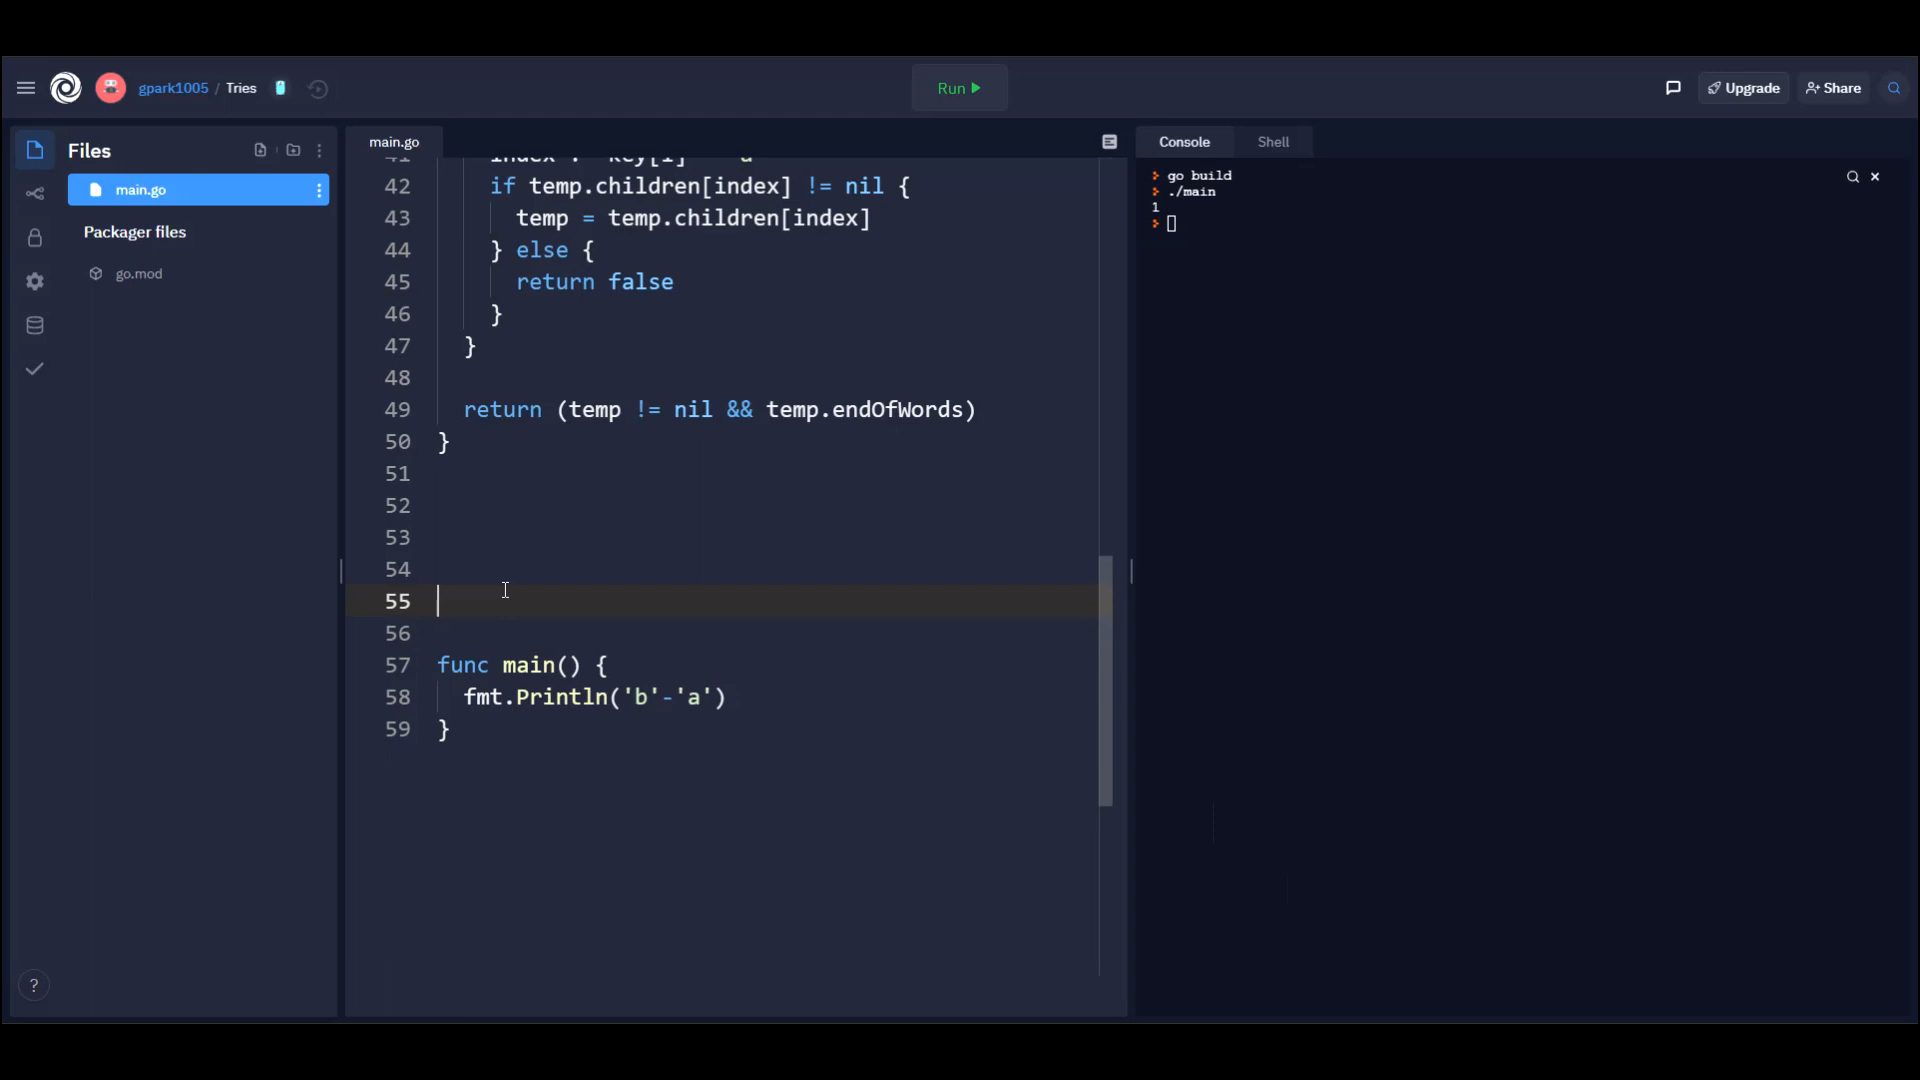 gpark1005 / Tries
Run
Upgrade
Share
Files
main.go
Packager files
go.mod
main.go
42 if temp.children[index] != nil {
43 temp = temp.children[index]
44 } else {
45 return false
46 }
47 }
48
49 return (temp != nil && temp.endOfWords)
50 }
51
52
53
54
55
56
57 func main() {
58 fmt.Println('b'-'a')
59 }
Console
Shell
go build
./main
1
?